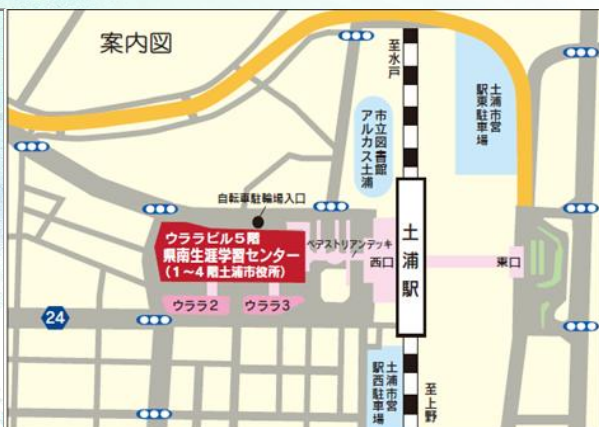 案内図
至水戸
土浦市営
駅東駐車場
市立図書館
アルカス土浦
自転車駐輪場入口
ウララビル5階
県南生涯学習センター
(1~4階土浦市役所)
ペデストリアンデッキ
西口
土浦駅
東口
ウララ2
ウララ3
24
土浦市営
駅西駐車場
至上野